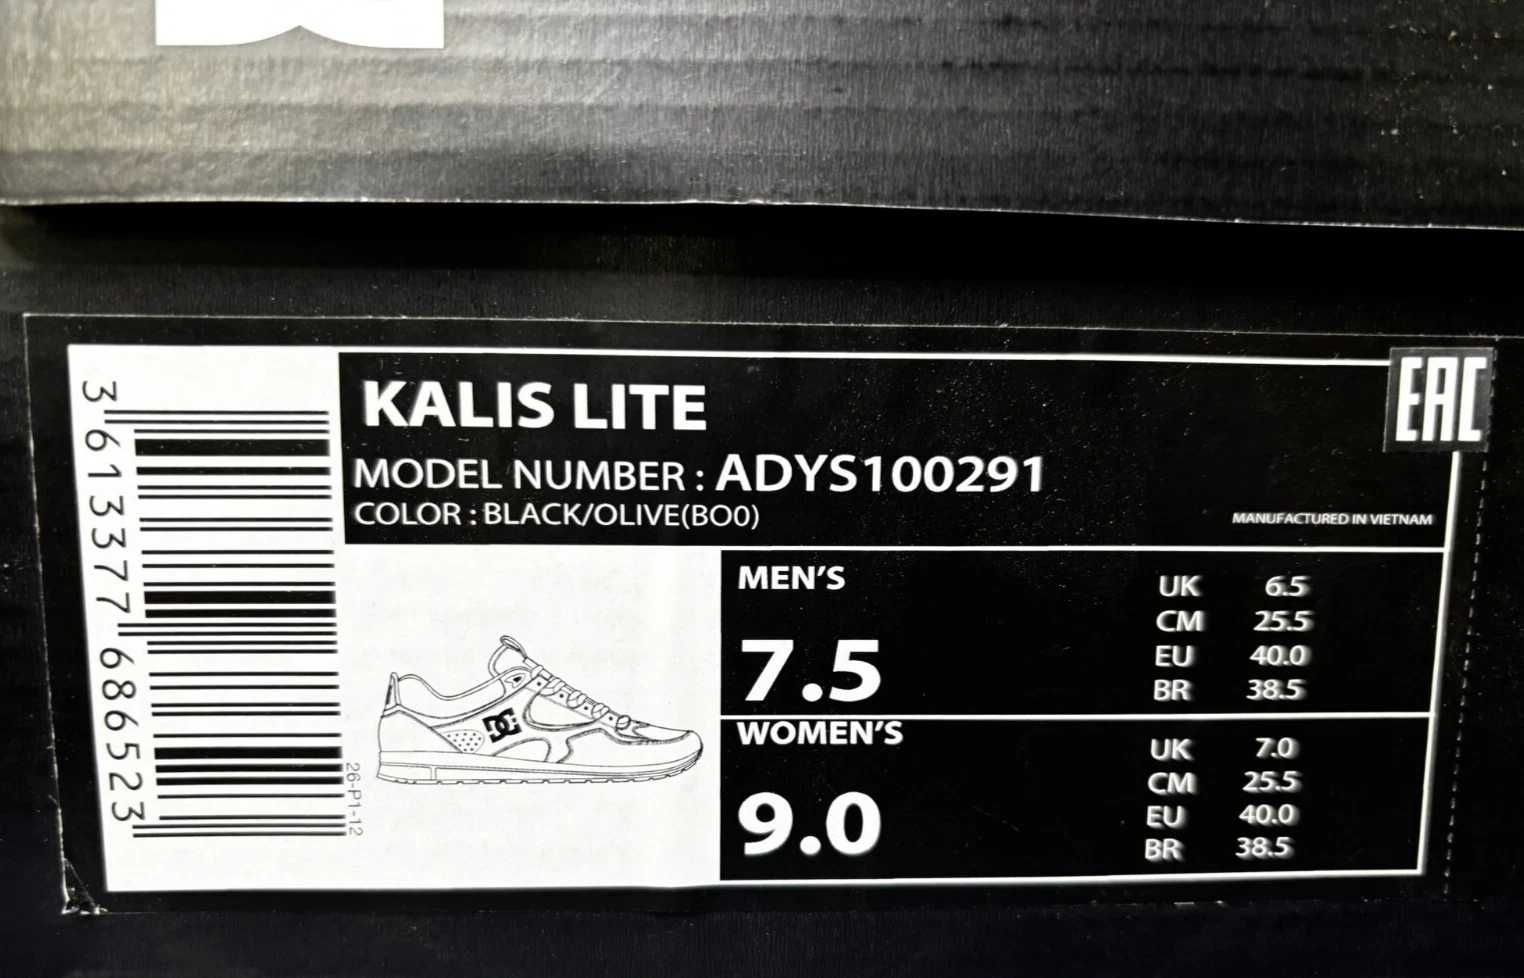 3 613377 686523
26-P1-12
KALIS LITE
EAC
MODEL NUMBER : ADYS100291
COLOR : BLACK/OLIVE(BO0)
MANUFACTURED IN VIETNAM
DC
MEN'S
7.5
UK 6.5
CM 25.5
EU 40.0
BR 38.5
WOMEN'S
9.0
UK 7.0
CM 25.5
EU 40.0
BR 38.5